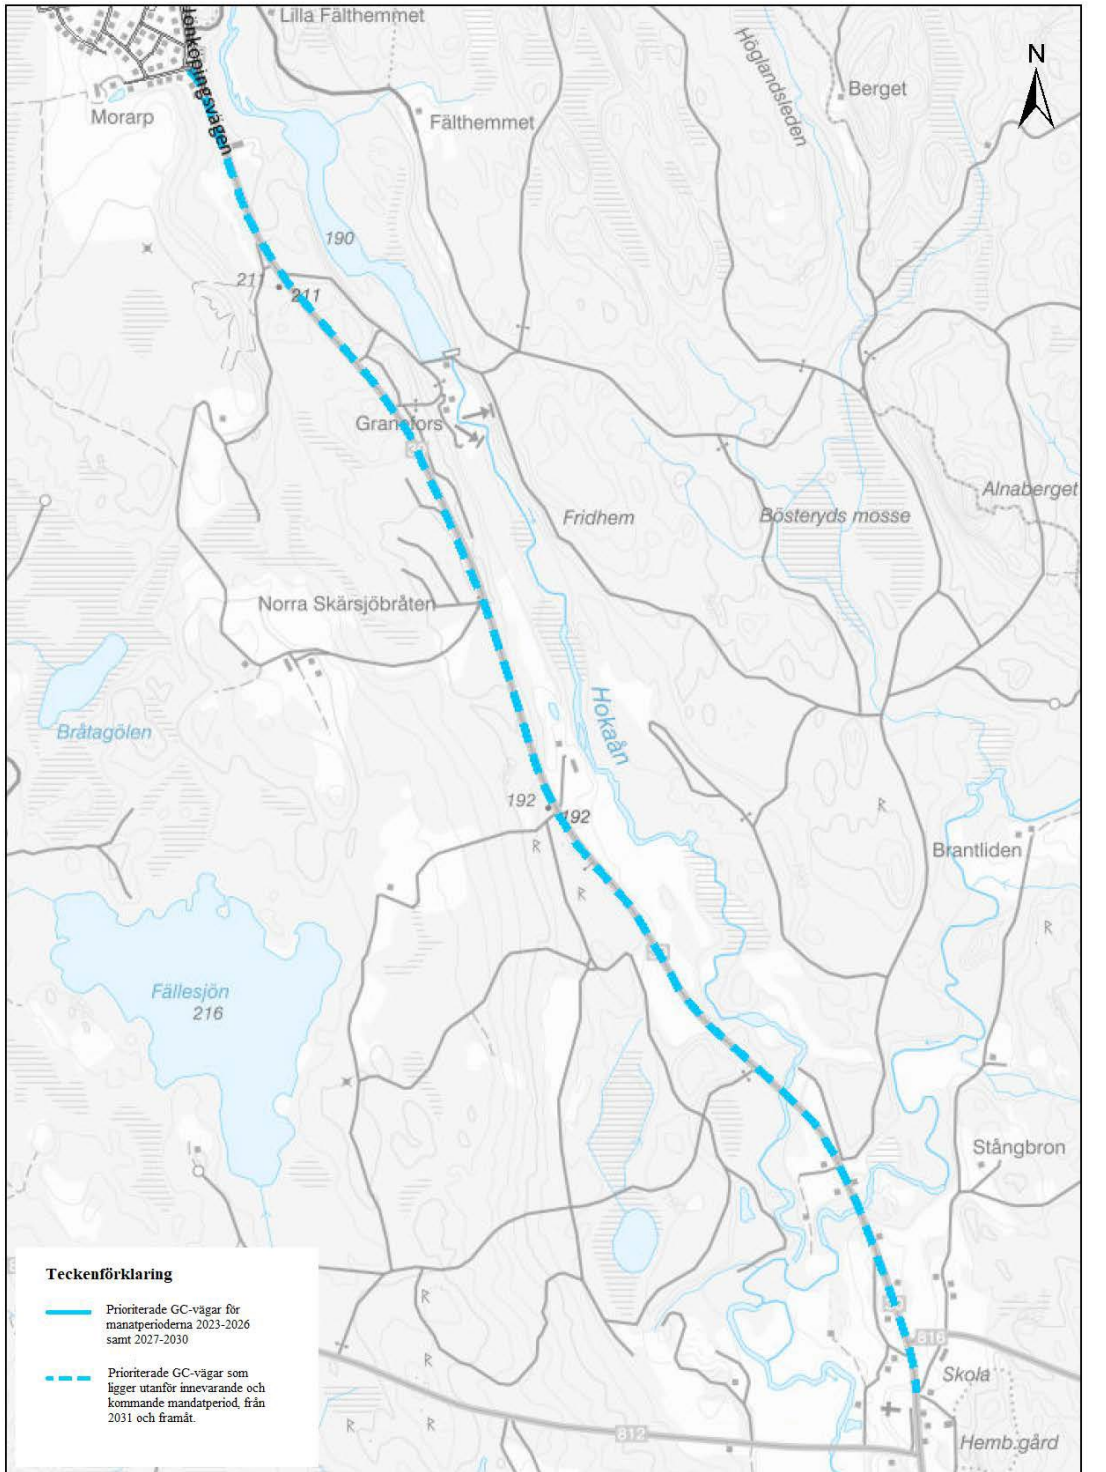 Lilla Fälthemmet
Jönköpingsvägen
Höglandsleden
N
Berget
Morarp
Fälthemmet
190
211
211
Granefors
Alnaberget
Fridhem
Bösteryds mosse
Norra Skärsjöbråten
Hokaån
Bråtagölen
192
192
R
R
R
Brantliden
R
R
Fällesjön
216
Stångbron
Teckenförklaring
Prioriterade GC-vägar för
manatperioderna 2023-2026
samt 2027-2030
Prioriterade GC-vägar som
ligger utanför innevarande och
kommande mandatperiod, från
2031 och framåt.
R
R
R
R
816
Skola
812
Hemb.gård